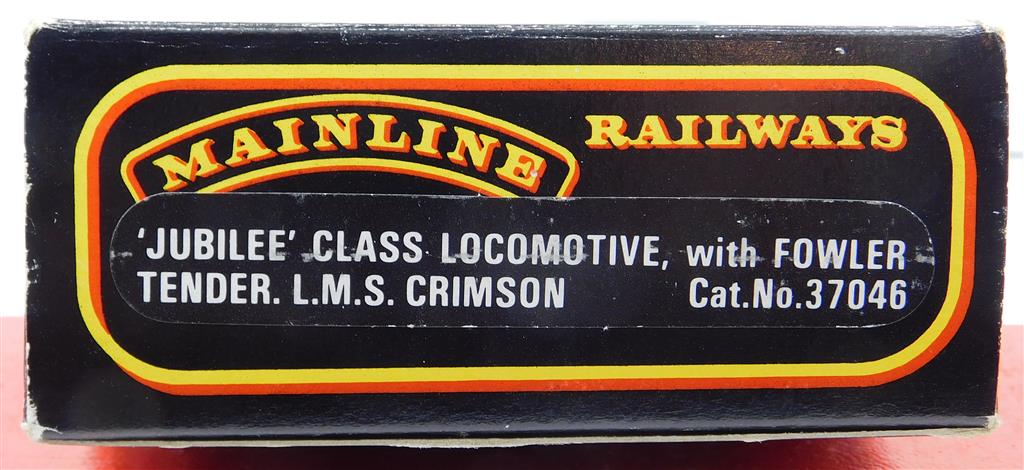 MAINLINE RAILWAYS
'JUBILEE' CLASS LOCOMOTIVE, with FOWLER
TENDER. L.M.S. CRIMSON Cat.No.37046